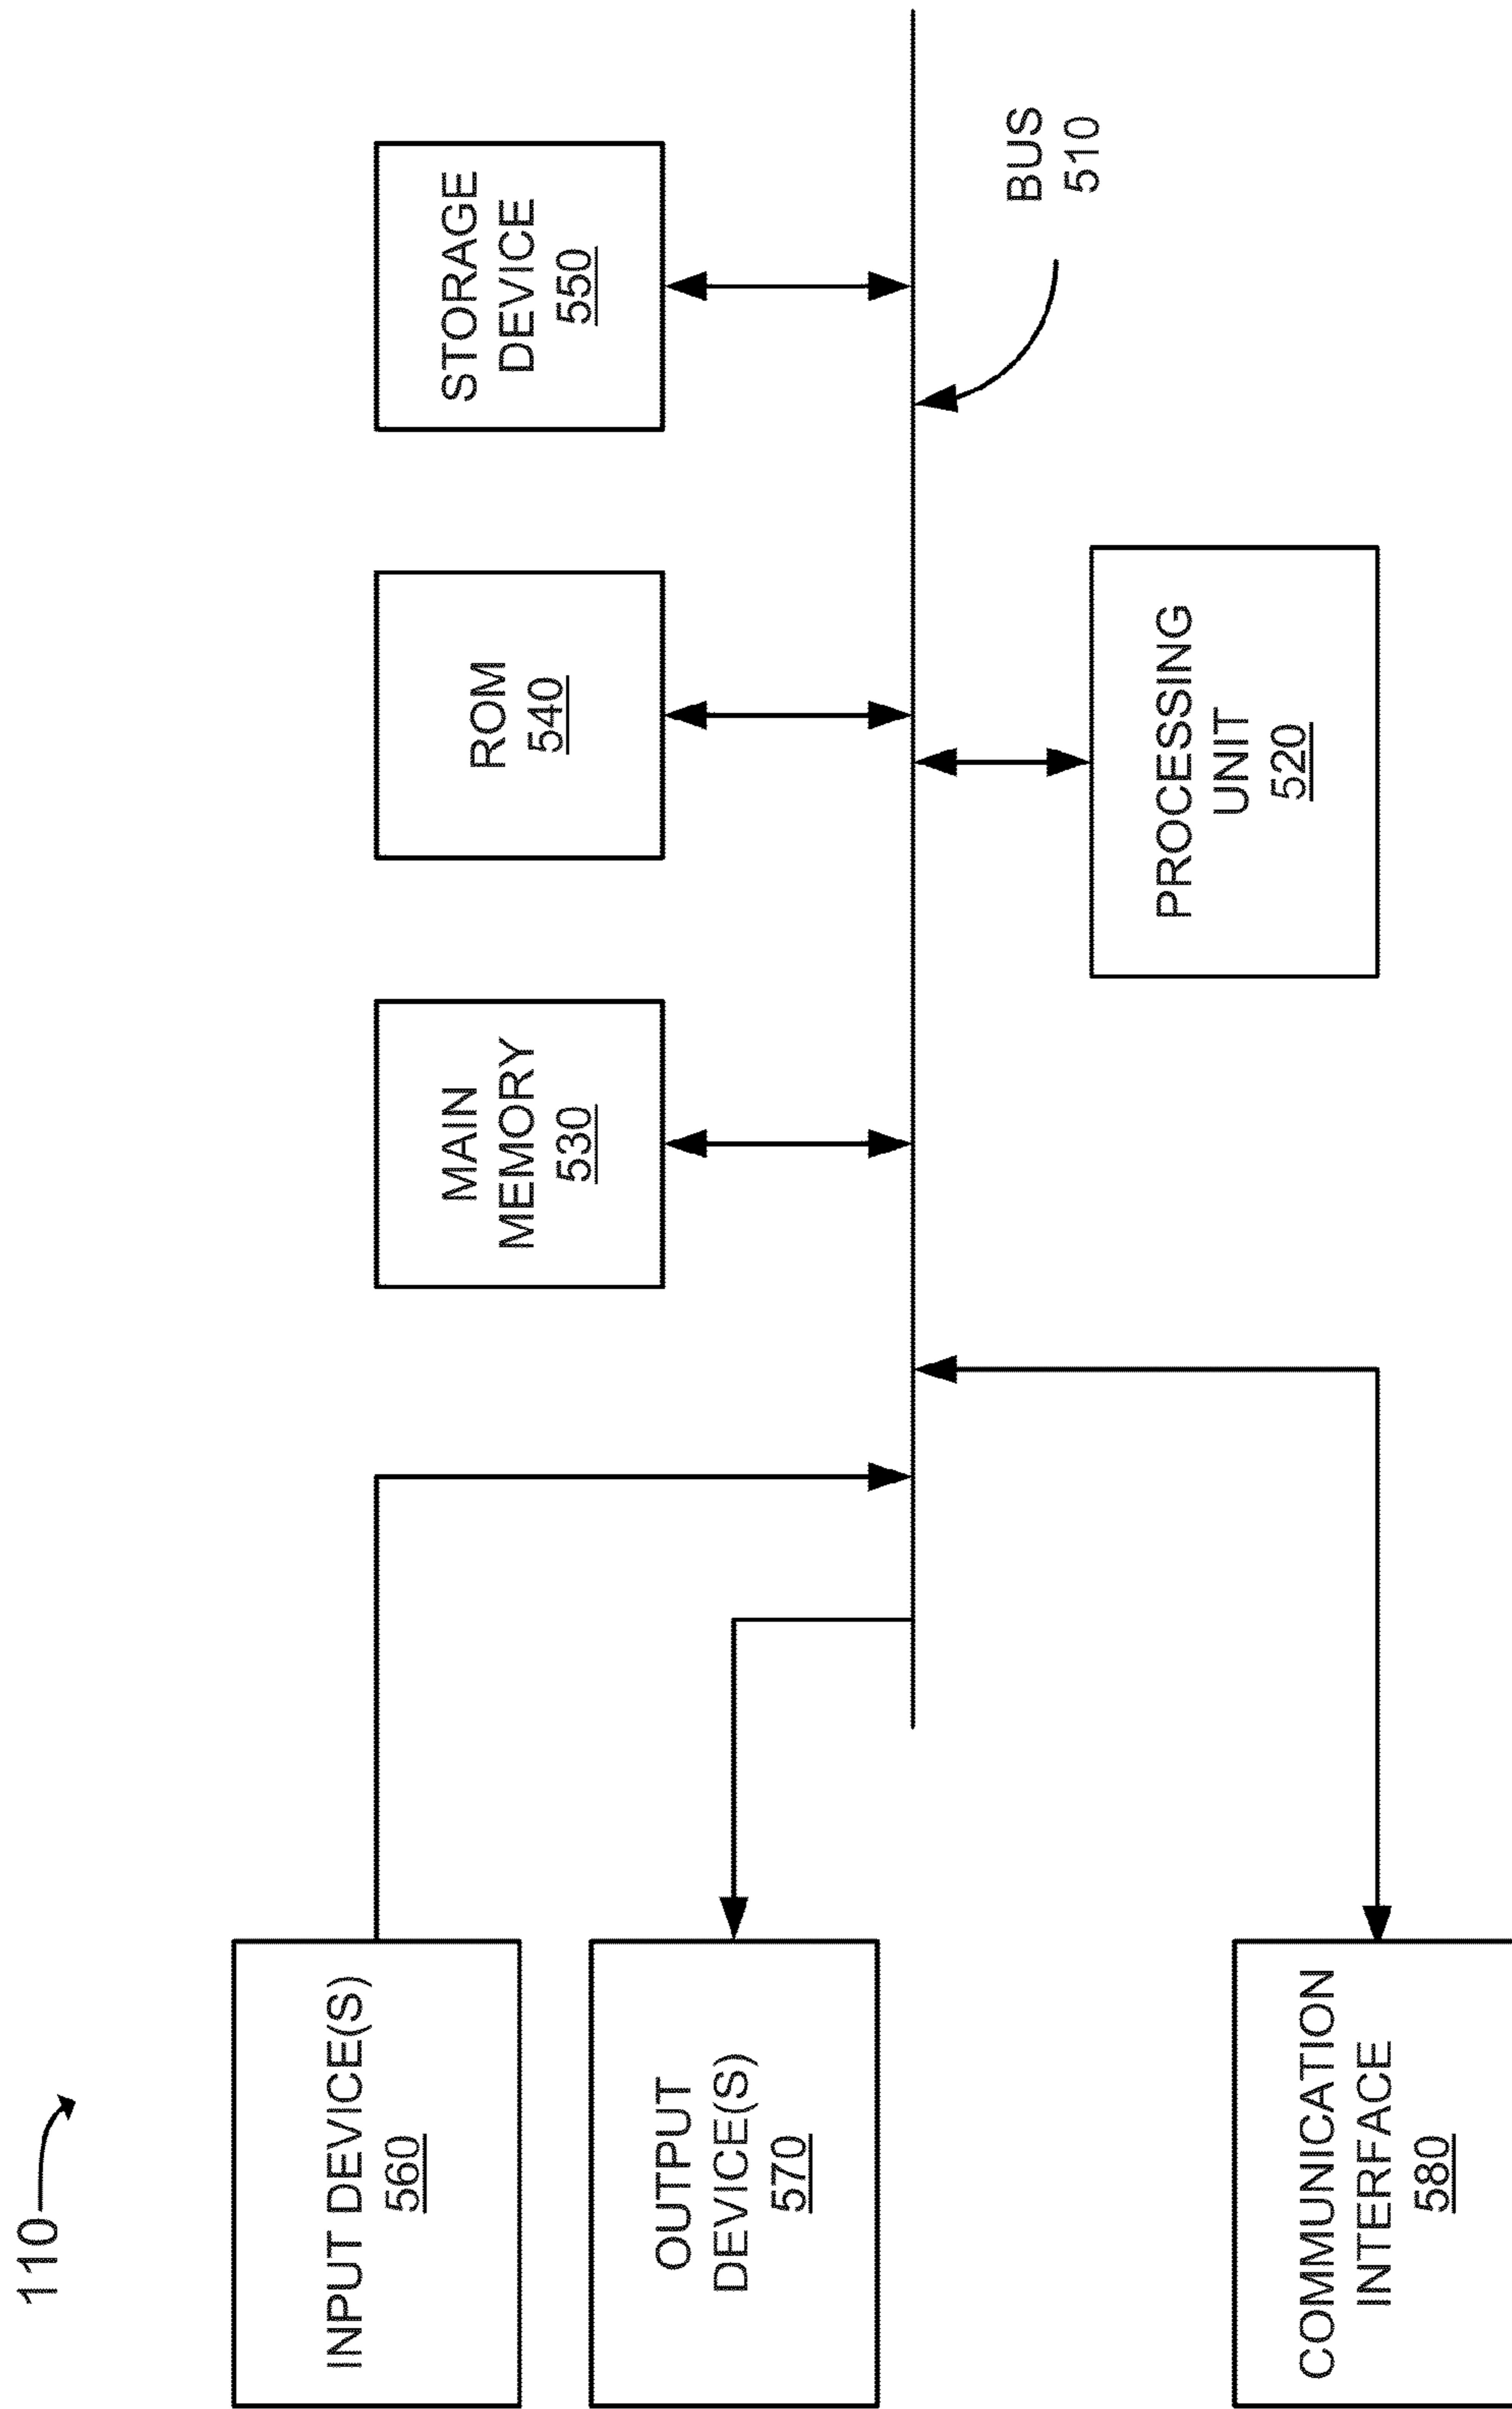 110
INPUT DEVICE(S)
560
OUTPUT
DEVICE(S)
570
COMMUNICATION
INTERFACE
580
MAIN
MEMORY
530
ROM
540
STORAGE
DEVICE
550
PROCESSING
UNIT
520
BUS
510